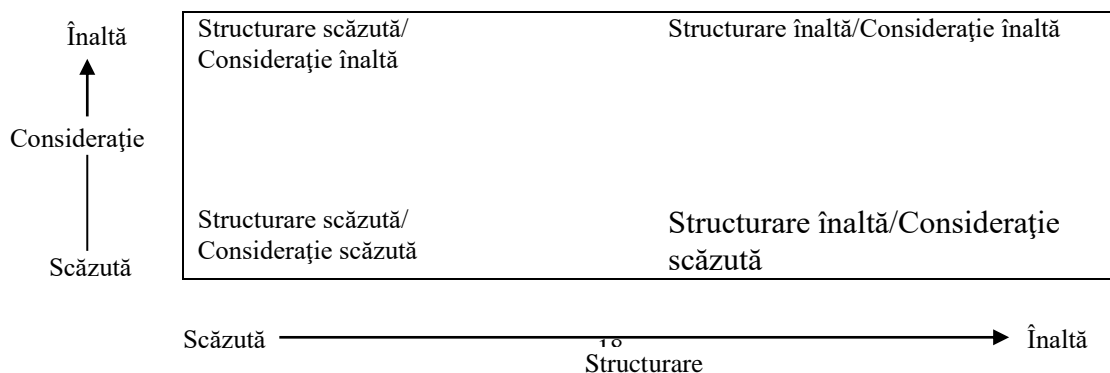 Înaltă
Consideraţie
Scăzută
Structurare scăzută/
Consideraţie înaltă
Structurare înaltă/Consideraţie înaltă
Structurare scăzută/
Consideraţie scăzută
Structurare înaltă/Consideraţie
scăzută
Scăzută
Înaltă
Structurare